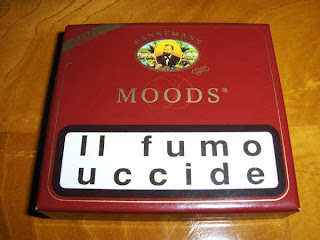 DANNEMANN
MOODS®
Il fumo
uccide